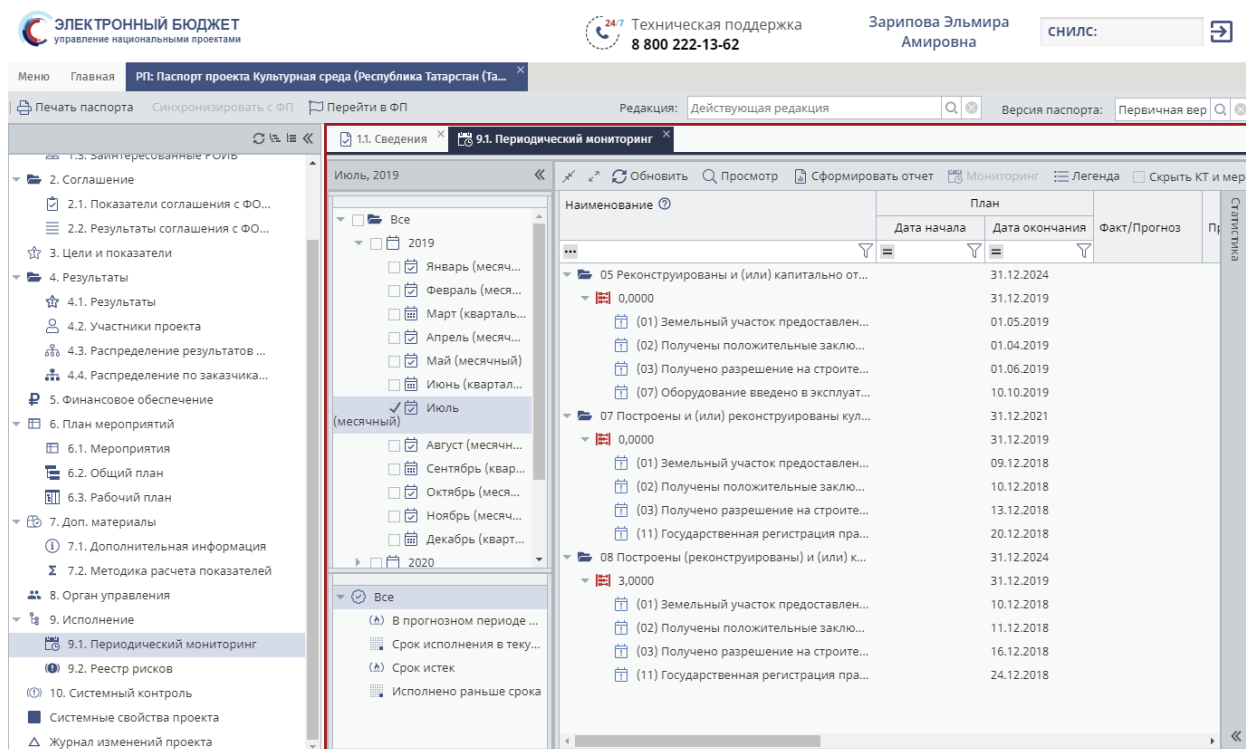 ЭЛЕКТРОННЫЙ БЮДЖЕТ
управление национальными проектами
24/7 Техническая поддержка
8 800 222-13-62
Зарипова Эльмира
Амировна
СНИЛС:
Меню Главная РП: Паспорт проекта Культурная среда (Республика Татарстан (Та...
Печать паспорта Синхронизировать с ФП Перейти в ФП Редакция: Действующая редакция Версия паспорта: Первичная вер
1.3. Заинтересованные РОИВ
2. Соглашение
2.1. Показатели соглашения с ФО...
2.2. Результаты соглашения с ФО...
3. Цели и показатели
4. Результаты
4.1. Результаты
4.2. Участники проекта
4.3. Распределение результатов ...
4.4. Распределение по заказчика...
5. Финансовое обеспечение
6. План мероприятий
6.1. Мероприятия
6.2. Общий план
6.3. Рабочий план
7. Доп. материалы
7.1. Дополнительная информация
7.2. Методика расчета показателей
8. Орган управления
9. Исполнение
9.1. Периодический мониторинг
9.2. Реестр рисков
10. Системный контроль
Системные свойства проекта
Журнал изменений проекта
1.1. Сведения 9.1. Периодический мониторинг
Июль, 2019
Все
2019
Январь (месяч...
Февраль (меся...
Март (кварталь...
Апрель (месяч...
Май (месячный)
Июнь (квартал...
Июль
(месячный)
Август (месячн...
Сентябрь (квар...
Октябрь (меся...
Ноябрь (месяч...
Декабрь (кварт...
2020
Все
В прогнозном периоде ...
Срок исполнения в теку...
Срок истек
Исполнено раньше срока
Обновить Просмотр Сформировать отчет Мониторинг Легенда Скрыть КТ и мер
Наименование План
Дата начала Дата окончания Факт/Прогноз Пр
... = =
05 Реконструированы и (или) капитально от... 31.12.2024
0,0000 31.12.2019
(01) Земельный участок предоставлен... 01.05.2019
(02) Получены положительные заклю... 01.04.2019
(03) Получено разрешение на строите... 01.06.2019
(07) Оборудование введено в эксплуат... 10.10.2019
07 Построены и (или) реконструированы кул... 31.12.2021
0,0000 31.12.2019
(01) Земельный участок предоставлен... 09.12.2018
(02) Получены положительные заклю... 10.12.2018
(03) Получено разрешение на строите... 13.12.2018
(11) Государственная регистрация пра... 20.12.2018
08 Построены (реконструированы) и (или) к... 31.12.2024
3,0000 31.12.2019
(01) Земельный участок предоставлен... 10.12.2018
(02) Получены положительные заклю... 11.12.2018
(03) Получено разрешение на строите... 16.12.2018
(11) Государственная регистрация пра... 24.12.2018
Статистика